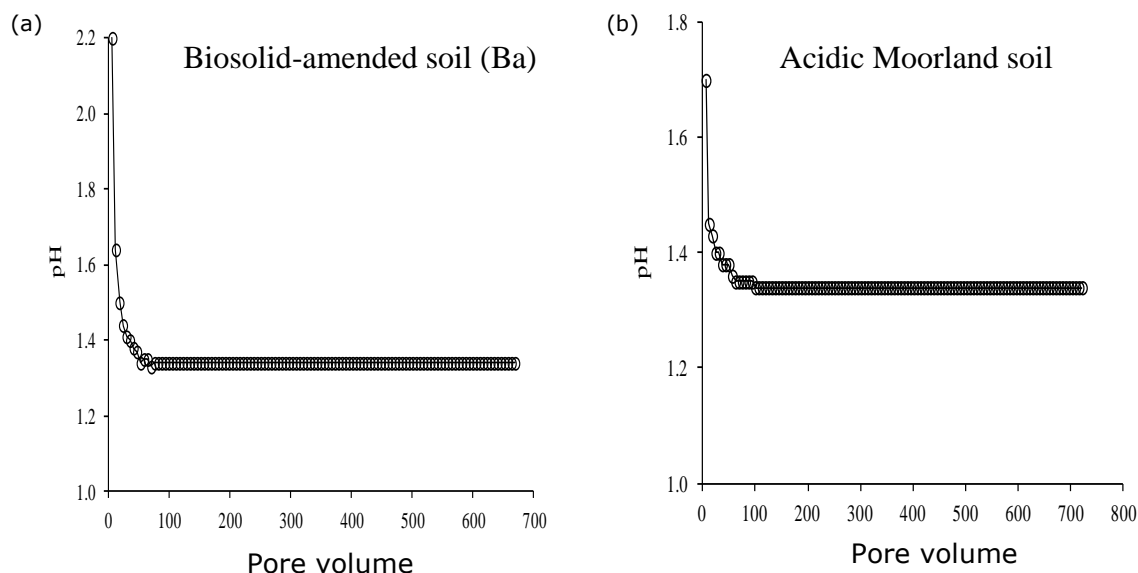 (a)
Biosolid-amended soil (Ba)
2.2
2.0
1.8
1.6
1.4
1.2
1.0
pH
0 100 200 300 400 500 600 700
Pore volume
(b)
Acidic Moorland soil
1.8
1.6
1.4
1.2
1.0
pH
0 100 200 300 400 500 600 700 800
Pore volume